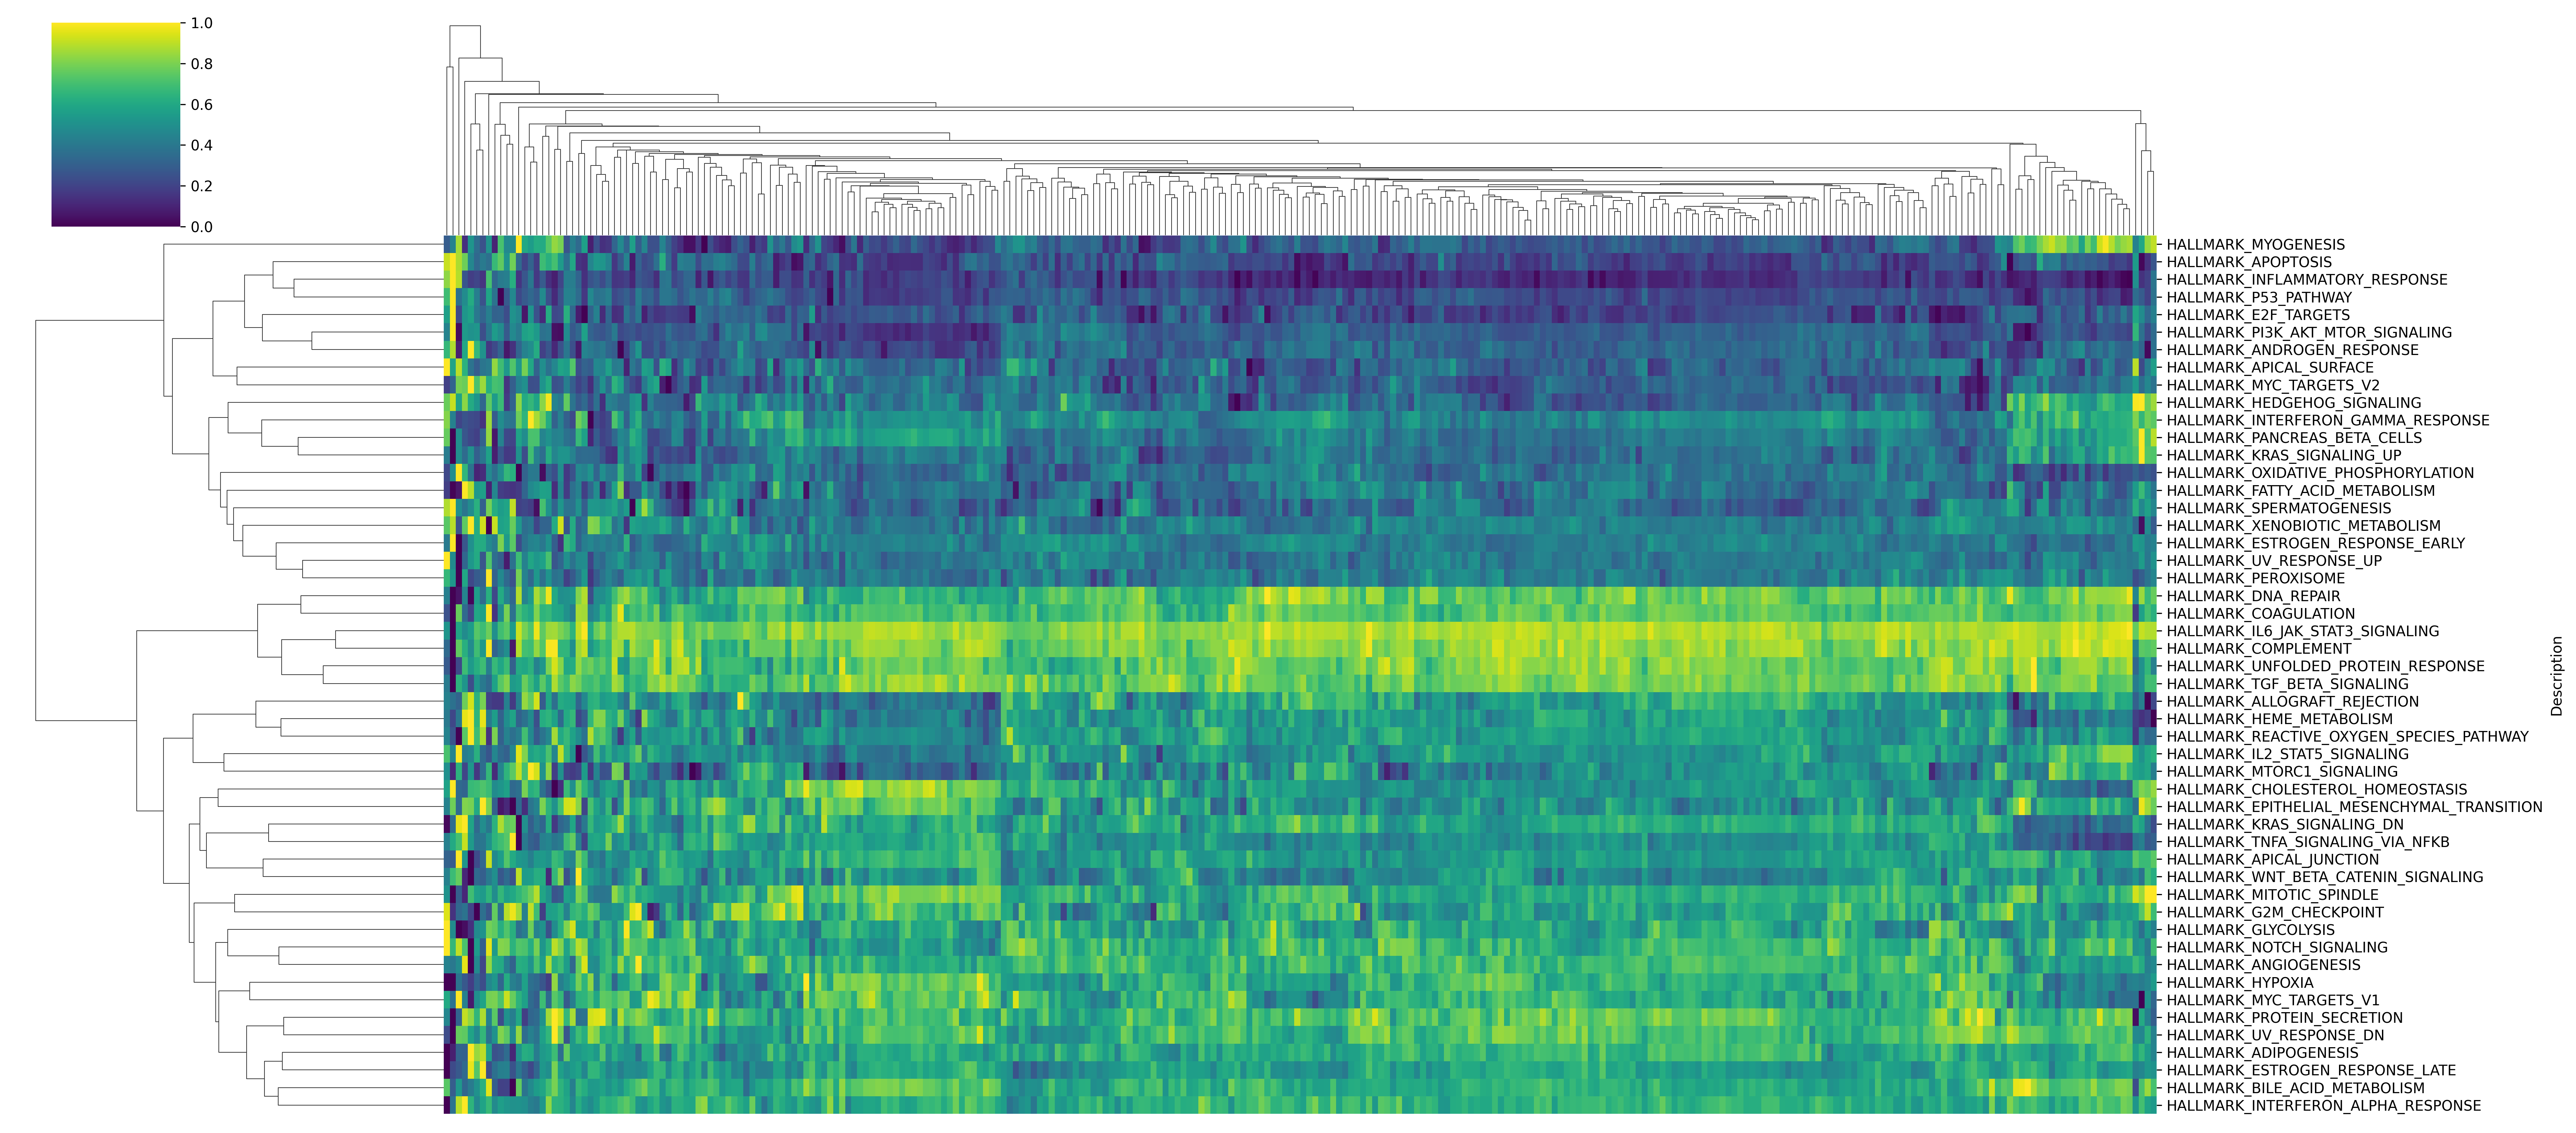 1.0
0.8
0.6
0.4
0.2
0.0
HALLMARK_MYOGENESIS
HALLMARK_APOPTOSIS
HALLMARK_INFLAMMATORY_RESPONSE
HALLMARK_P53_PATHWAY
HALLMARK_E2F_TARGETS
HALLMARK_PI3K_AKT_MTOR_SIGNALING
HALLMARK_ANDROGEN_RESPONSE
HALLMARK_APICAL_SURFACE
HALLMARK_MYC_TARGETS_V2
HALLMARK_HEDGEHOG_SIGNALING
HALLMARK_INTERFERON_GAMMA_RESPONSE
HALLMARK_PANCREAS_BETA_CELLS
HALLMARK_KRAS_SIGNALING_UP
HALLMARK_OXIDATIVE_PHOSPHORYLATION
HALLMARK_FATTY_ACID_METABOLISM
HALLMARK_SPERMATOGENESIS
HALLMARK_XENOBIOTIC_METABOLISM
HALLMARK_ESTROGEN_RESPONSE_EARLY
HALLMARK_UV_RESPONSE_UP
HALLMARK_PEROXISOME
HALLMARK_DNA_REPAIR
HALLMARK_COAGULATION
HALLMARK_IL6_JAK_STAT3_SIGNALING
HALLMARK_COMPLEMENT
HALLMARK_UNFOLDED_PROTEIN_RESPONSE
HALLMARK_TGF_BETA_SIGNALING
HALLMARK_ALLOGRAFT_REJECTION
HALLMARK_HEME_METABOLISM
HALLMARK_REACTIVE_OXYGEN_SPECIES_PATHWAY
HALLMARK_IL2_STAT5_SIGNALING
HALLMARK_MTORC1_SIGNALING
HALLMARK_CHOLESTEROL_HOMEOSTASIS
HALLMARK_EPITHELIAL_MESENCHYMAL_TRANSITION
HALLMARK_KRAS_SIGNALING_DN
HALLMARK_TNFA_SIGNALING_VIA_NFKB
HALLMARK_APICAL_JUNCTION
HALLMARK_WNT_BETA_CATENIN_SIGNALING
HALLMARK_MITOTIC_SPINDLE
HALLMARK_G2M_CHECKPOINT
HALLMARK_GLYCOLYSIS
HALLMARK_NOTCH_SIGNALING
HALLMARK_ANGIOGENESIS
HALLMARK_HYPOXIA
HALLMARK_MYC_TARGETS_V1
HALLMARK_PROTEIN_SECRETION
HALLMARK_UV_RESPONSE_DN
HALLMARK_ADIPOGENESIS
HALLMARK_ESTROGEN_RESPONSE_LATE
HALLMARK_BILE_ACID_METABOLISM
HALLMARK_INTERFERON_ALPHA_RESPONSE
Description